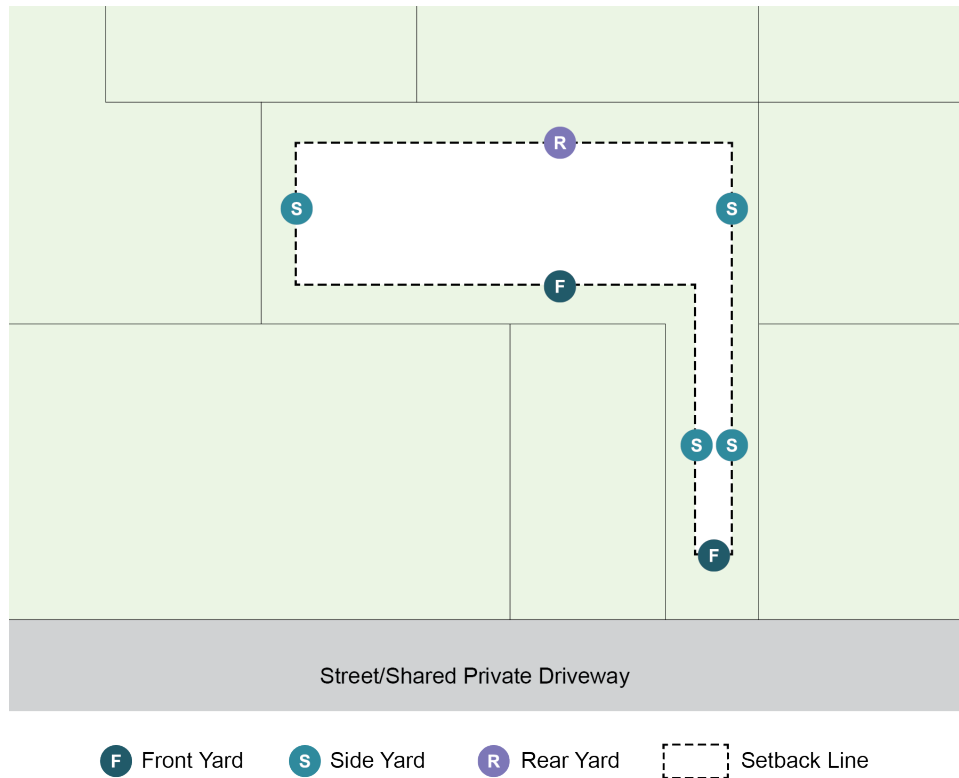 R
S
S
F
S
S
F
Street/Shared Private Driveway
F Front Yard S Side Yard R Rear Yard Setback Line